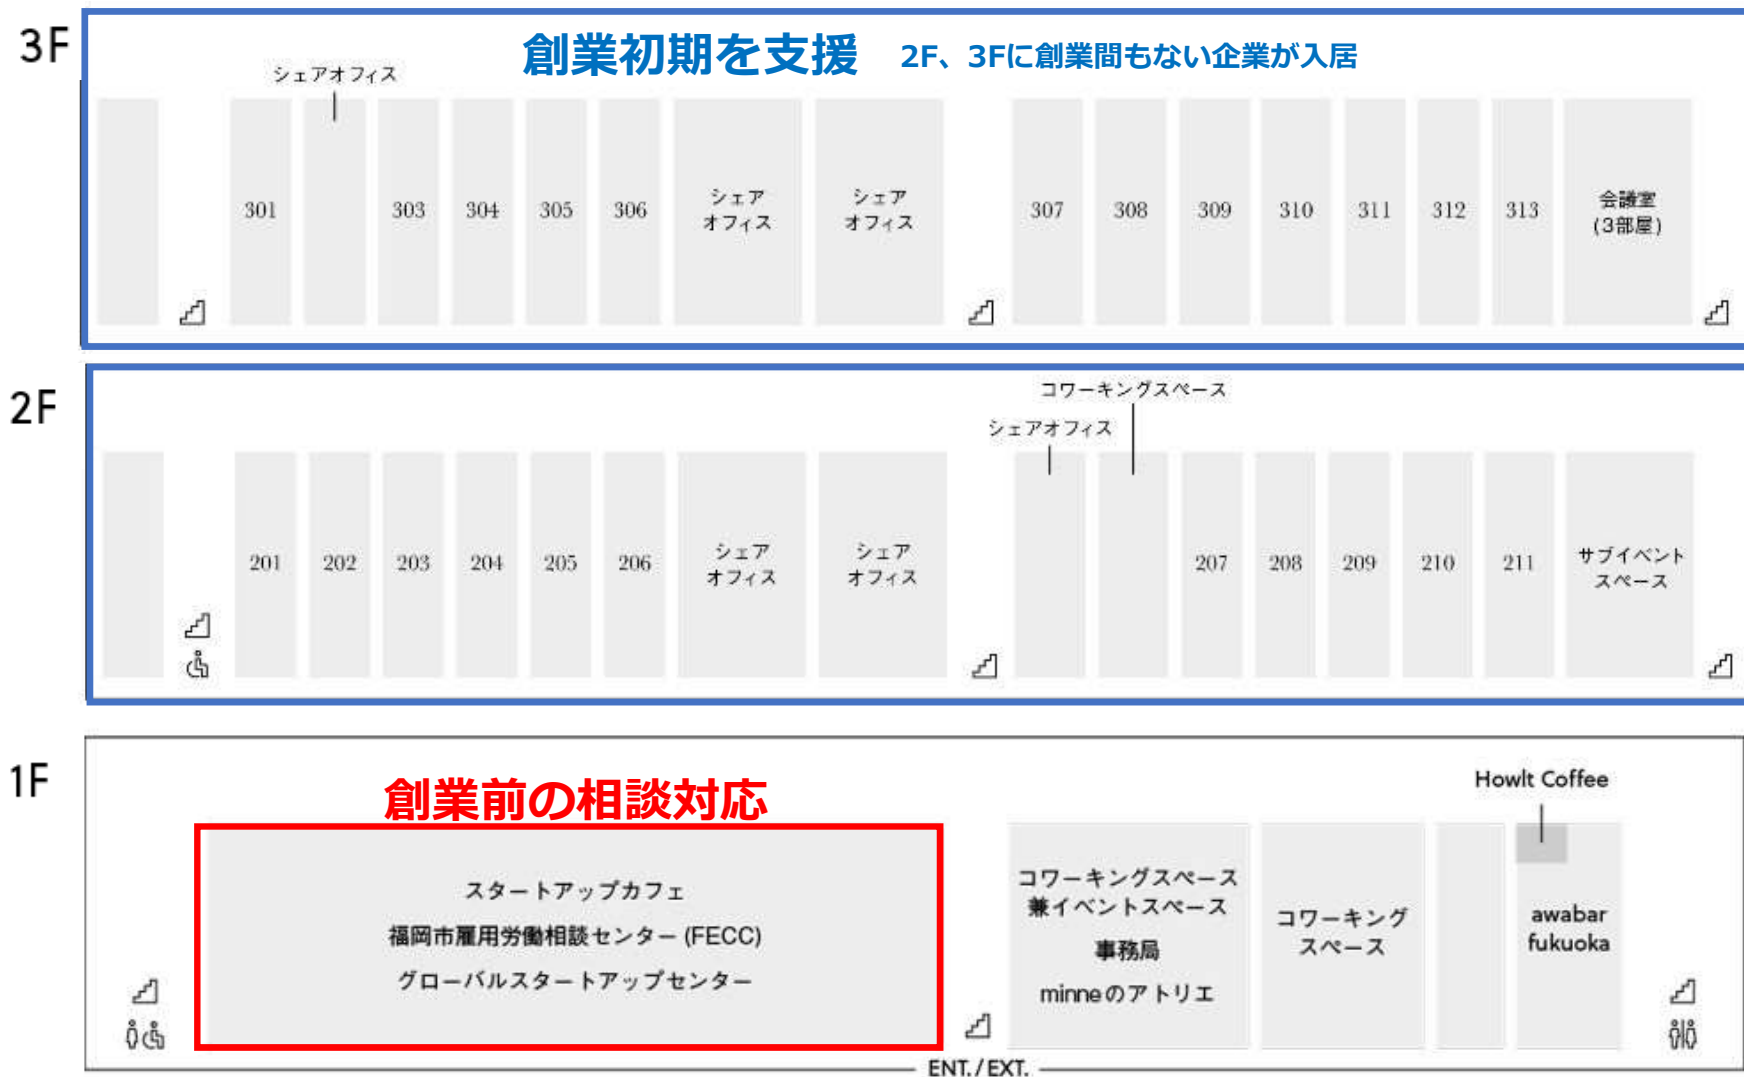 3F
創業初期を支援 2F、3Fに創業間もない企業が入居
シェアオフィス
301
303
304
305
306
シェア
オフィス
シェア
オフィス
307
308
309
310
311
312
313
会議室
(3部屋)
2F
コワーキングスペース
シェアオフィス
201
202
203
204
205
206
シェア
オフィス
シェア
オフィス
207
208
209
210
211
サブイベント
スペース
1F
創業前の相談対応
スタートアップカフェ
福岡市雇用労働相談センター (FECC)
グローバルスタートアップセンター
コワーキングスペース
兼イベントスペース
事務局
minneのアトリエ
コワーキング
スペース
Howlt Coffee
awabar
fukuoka
ENT./EXT.